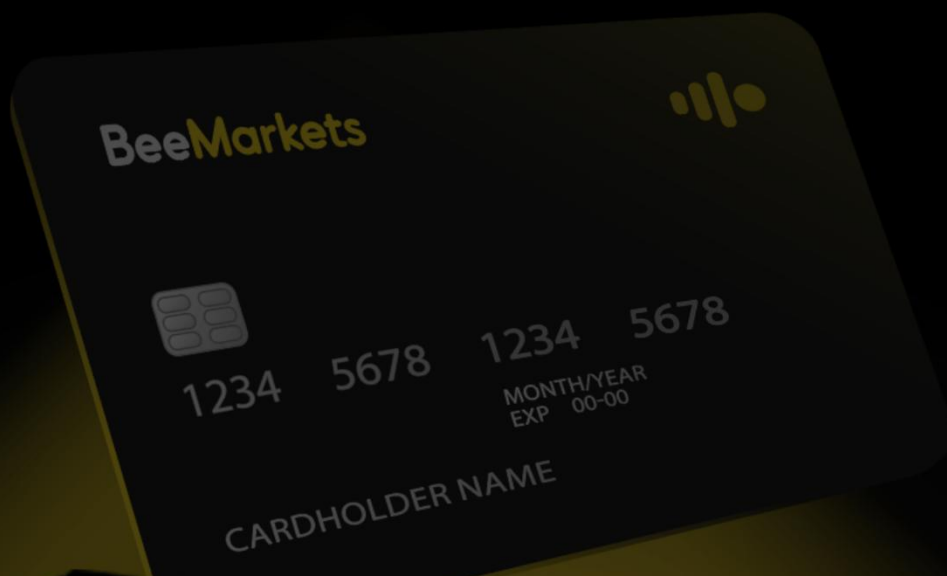 BeeMarkets
1234 5678 1234 5678
MONTH/YEAR
EXP 00-00
CARDHOLDER NAME